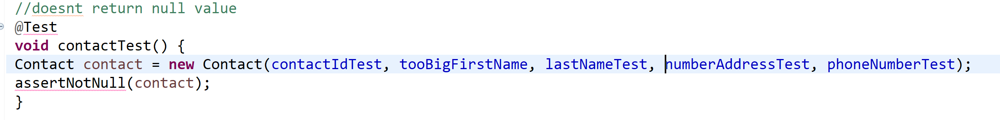 //doesnt return null value
@Test
void contactTest() {
Contact contact = new Contact(contactIdTest, tooBigFirstName, lastNameTest, numberAddressTest, phoneNumberTest);
assertNotNull(contact);
}